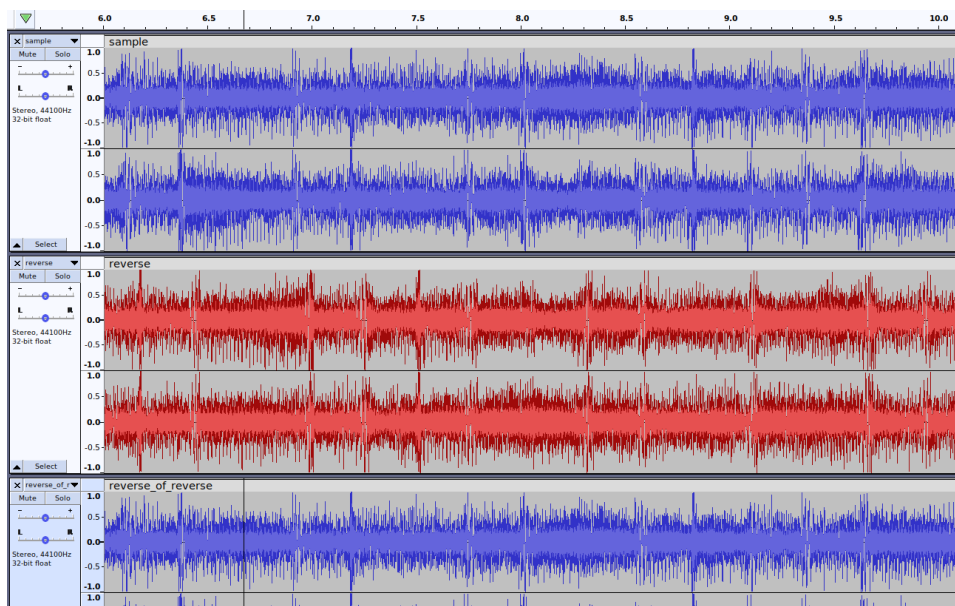 6.0 6.5 7.0 7.5 8.0 8.5 9.0 9.5 10.0
× sample ▼ sample
Mute Solo
- +
L R
Stereo, 44100Hz
32-bit float
1.0
0.5
0.0
-0.5
-1.0
1.0
0.5
0.0
-0.5
-1.0
Select
× reverse ▼ reverse
Mute Solo
- +
L R
Stereo, 44100Hz
32-bit float
1.0
0.5
0.0
-0.5
-1.0
1.0
0.5
0.0
-0.5
-1.0
Select
× reverse_of_r▼ reverse_of_reverse
Mute Solo
- +
L R
Stereo, 44100Hz
32-bit float
1.0
0.5
0.0
-0.5
-1.0
1.0